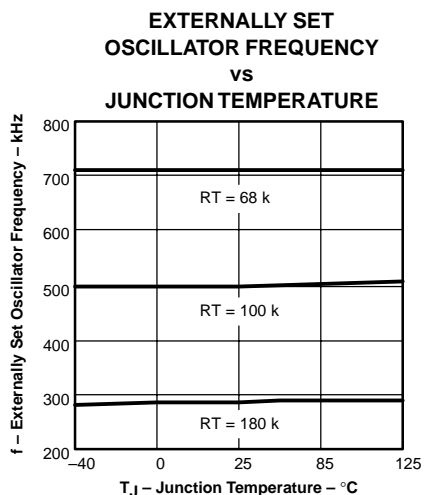 EXTERNALLY SET
OSCILLATOR FREQUENCY
vs
JUNCTION TEMPERATURE
f – Externally Set Oscillator Frequency – kHz
800
700
600
500
400
300
200
RT = 68 k
RT = 100 k
RT = 180 k
–40
0
25
85
125
TJ – Junction Temperature – °C